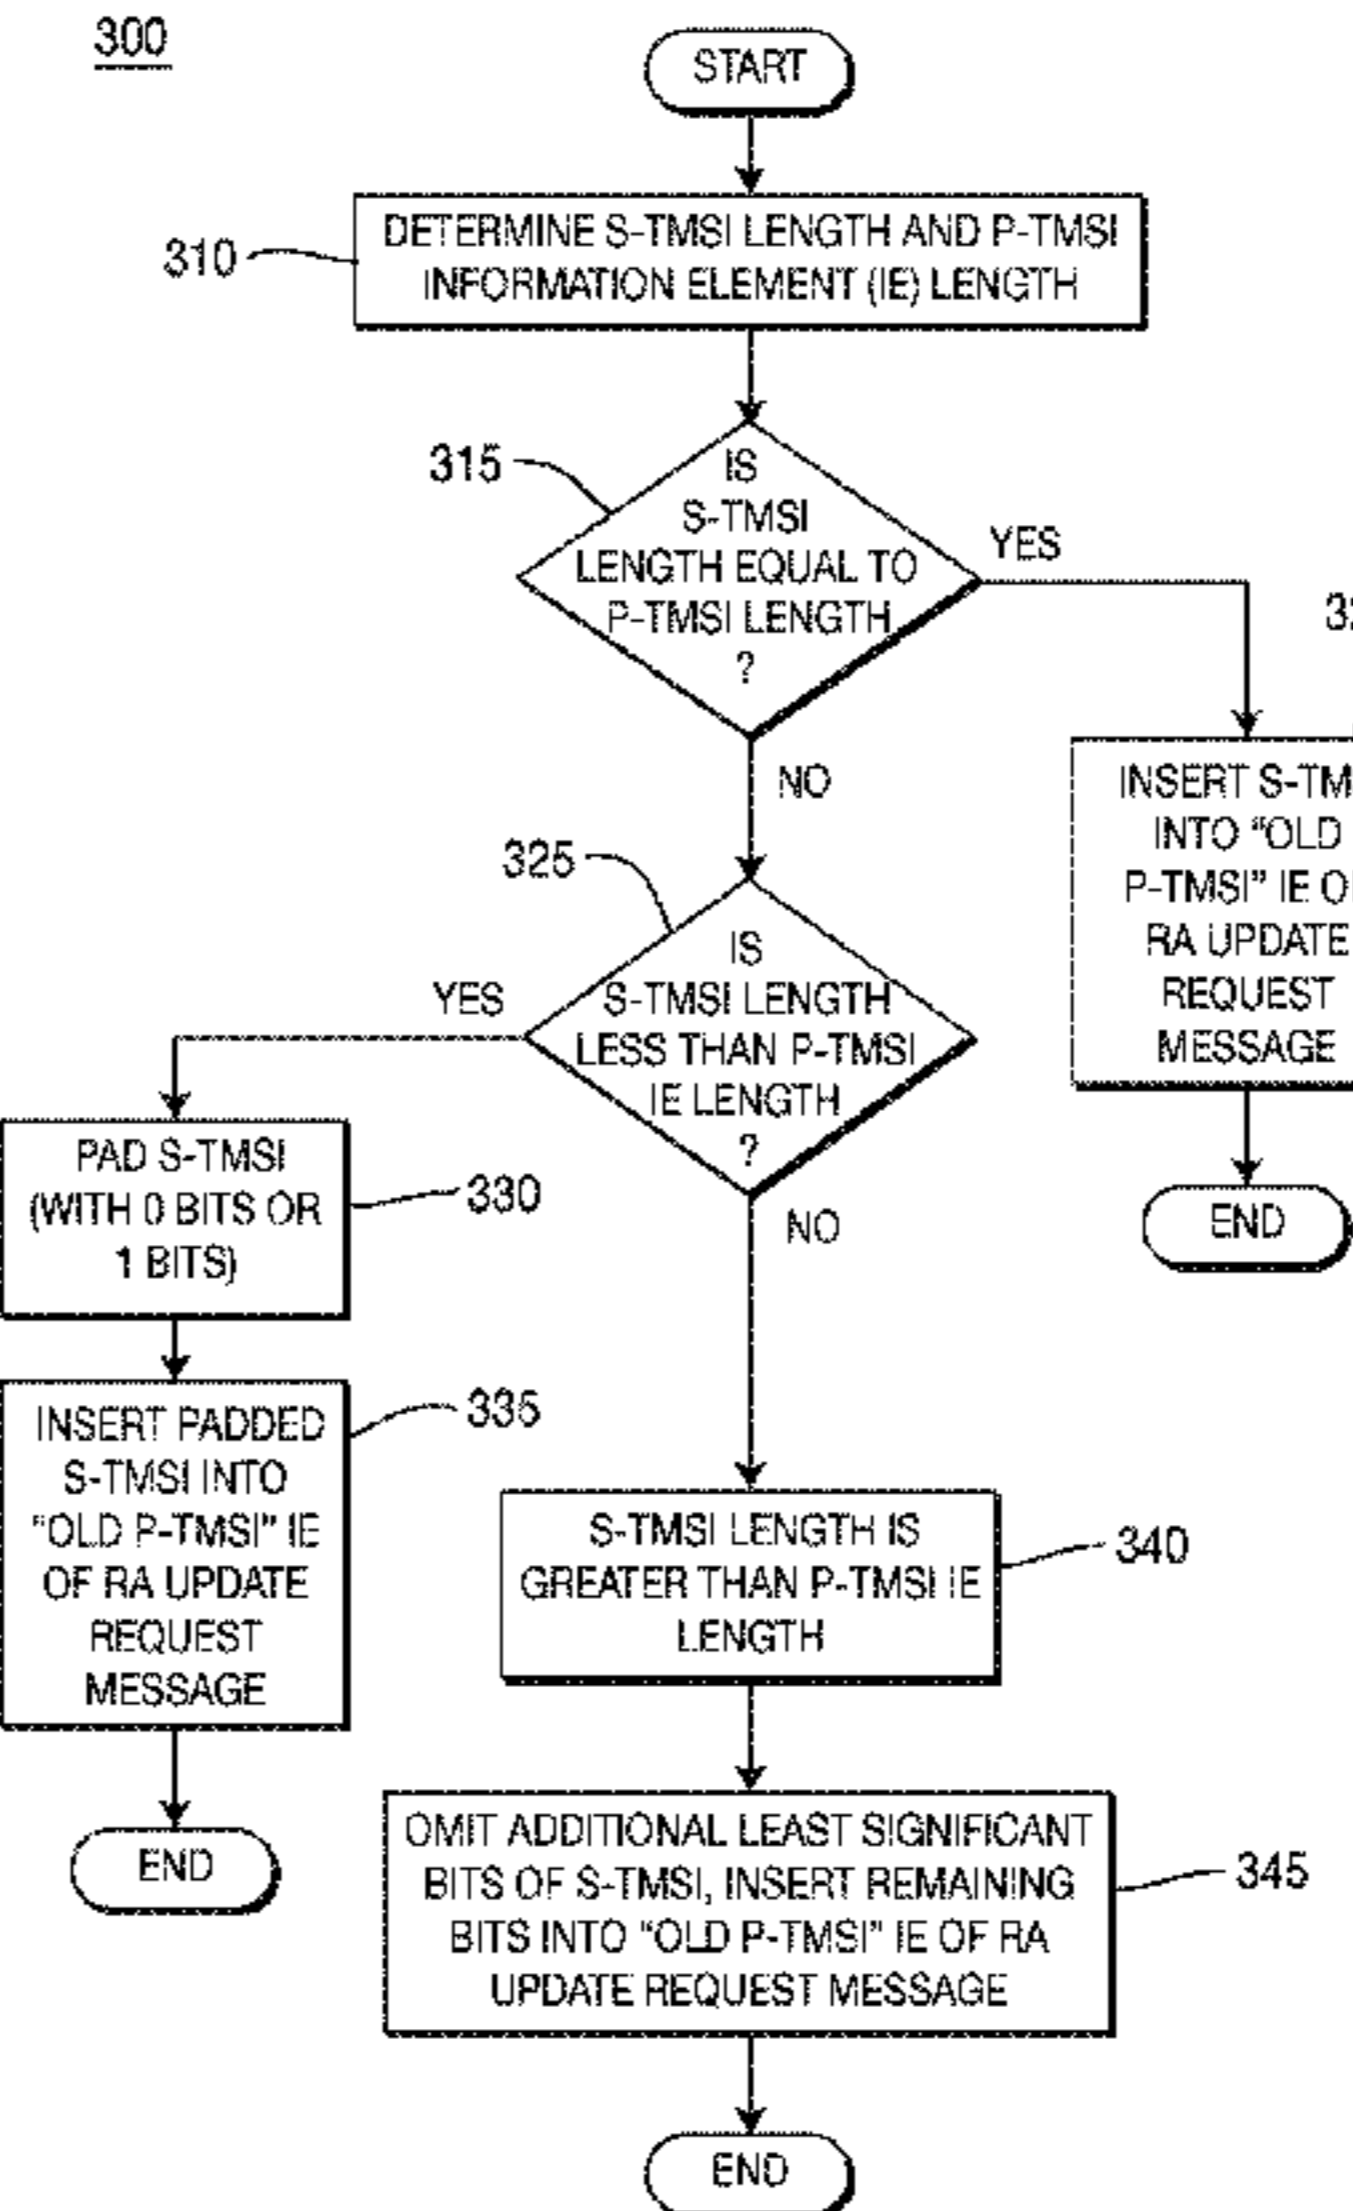 300
START
310
DETERMINE S-TMSI LENGTH AND P-TMSI
INFORMATION ELEMENT (IE) LENGTH
315
IS
S-TMSI
LENGTH EQUAL TO
P-TMSI LENGTH
?
YES
NO
INSERT
INTO "OLD
P-TMSI" IE
RA UPDATE
REQUEST
MESSAGE
END
325
IS
S-TMSI LENGTH
LESS THAN P-TMSI
IE LENGTH
?
YES
NO
PAD S-TMSI
(WITH 0 BITS OR
1 BITS)
330
INSERT PADDED
S-TMSI INTO
"OLD P-TMSI" IE
OF RA UPDATE
REQUEST
MESSAGE
335
END
S-TMSI LENGTH IS
GREATER THAN P-TMSI IE
LENGTH
340
OMIT ADDITIONAL LEAST SIGNIFICANT
BITS OF S-TMSI, INSERT REMAINING
BITS INTO "OLD P-TMSI" IE OF RA
UPDATE REQUEST MESSAGE
345
END